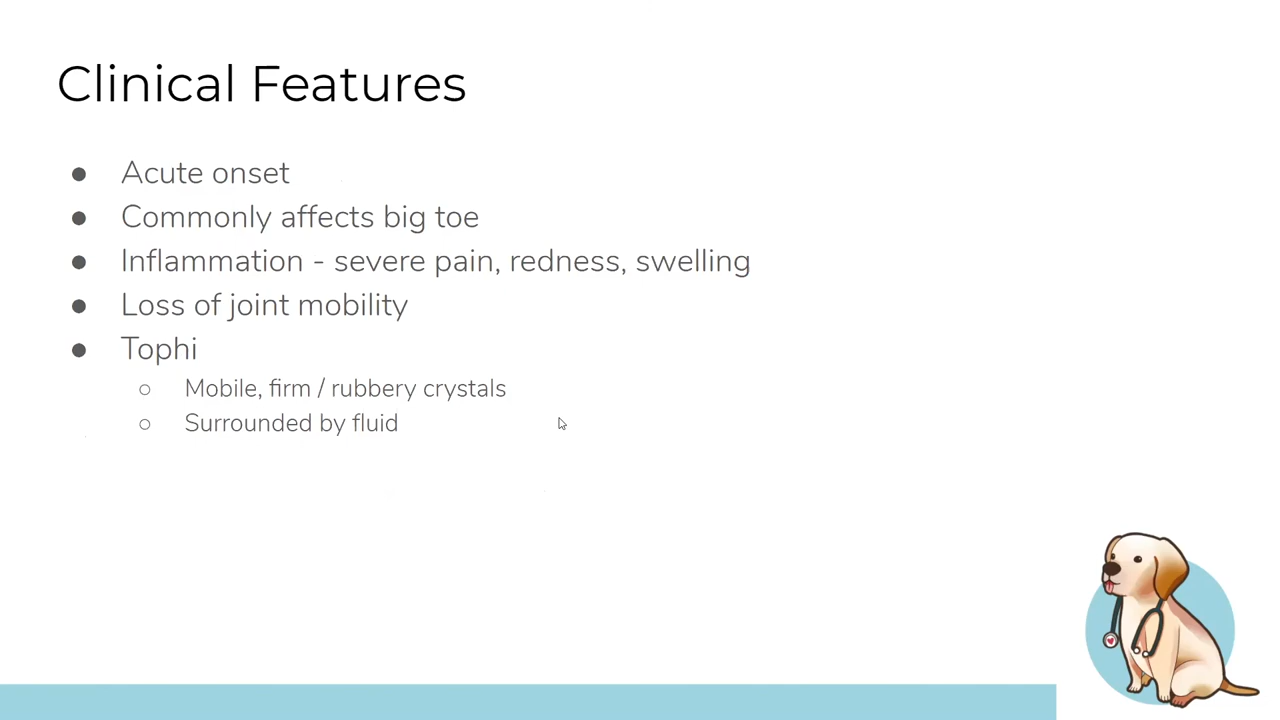 Clinical Features
● Acute onset
● Commonly affects big toe
● Inflammation - severe pain, redness, swelling
● Loss of joint mobility
● Tophi
○ Mobile, firm / rubbery crystals
○ Surrounded by fluid